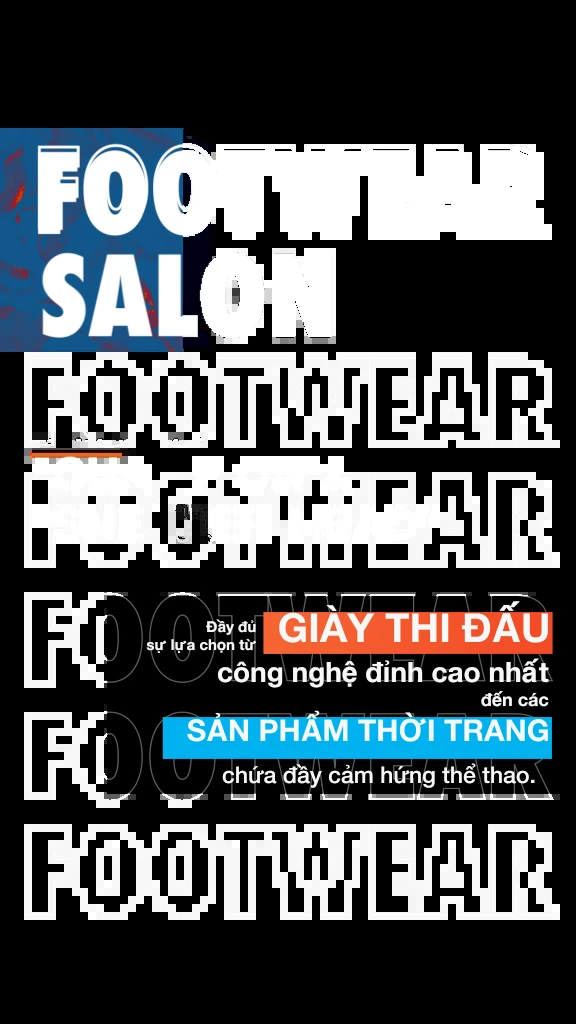 FOOTWEAR
SALON
FOOTWEAR
FOOTWEAR
FOOTWEAR
Đầy đủ
sự lựa chọn từ
GIÀY THI ĐẤU
công nghệ đỉnh cao nhất
đến các
FOOTWEAR
SẢN PHẨM THỜI TRANG
chứa đầy cảm hứng thể thao.
FOOTWEAR